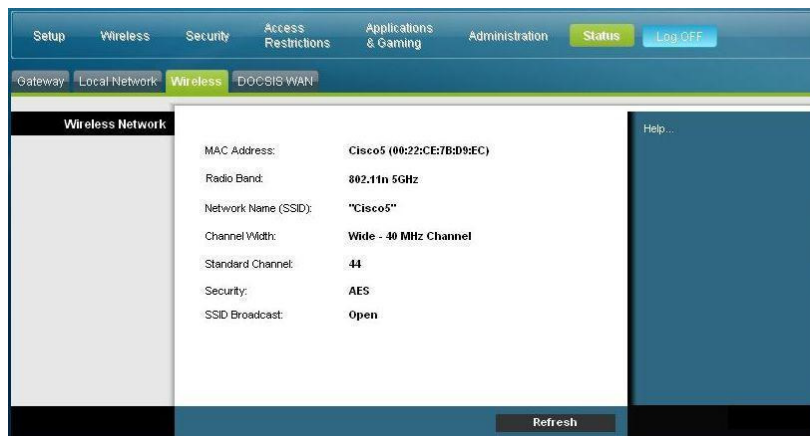 Setup Wireless Security Access Restrictions Applications & Gaming Administration Status Log OFF
Gateway Local Network Wireless DOCSIS WAN
Wireless Network
Help...
MAC Address: Cisco5 (00:22:CE:7B:D9:EC)
Radio Band: 802.11n 5GHz
Network Name (SSID): "Cisco5"
Channel Width: Wide - 40 MHz Channel
Standard Channel: 44
Security: AES
SSID Broadcast: Open
Refresh